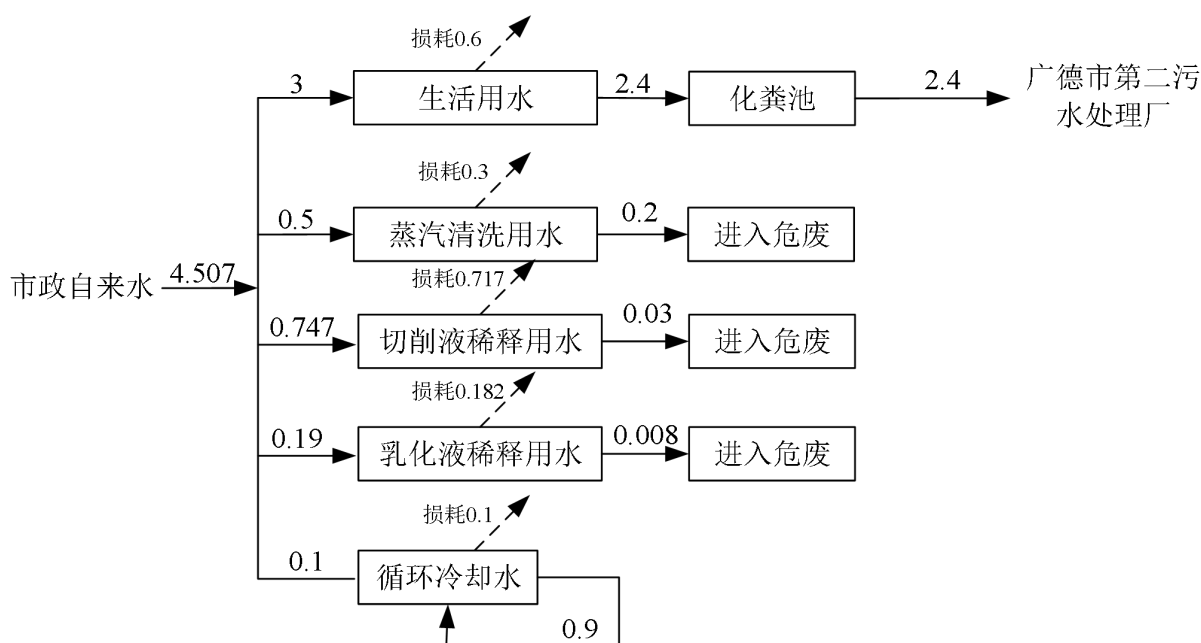 损耗0.6
3
生活用水
2.4
化粪池
2.4
广德市第二污
水处理厂
损耗0.3
0.5
蒸汽清洗用水
0.2
进入危废
市政自来水
4.507
损耗0.717
0.747
切削液稀释用水
0.03
进入危废
损耗0.182
0.19
乳化液稀释用水
0.008
进入危废
损耗0.1
0.1
循环冷却水
0.9